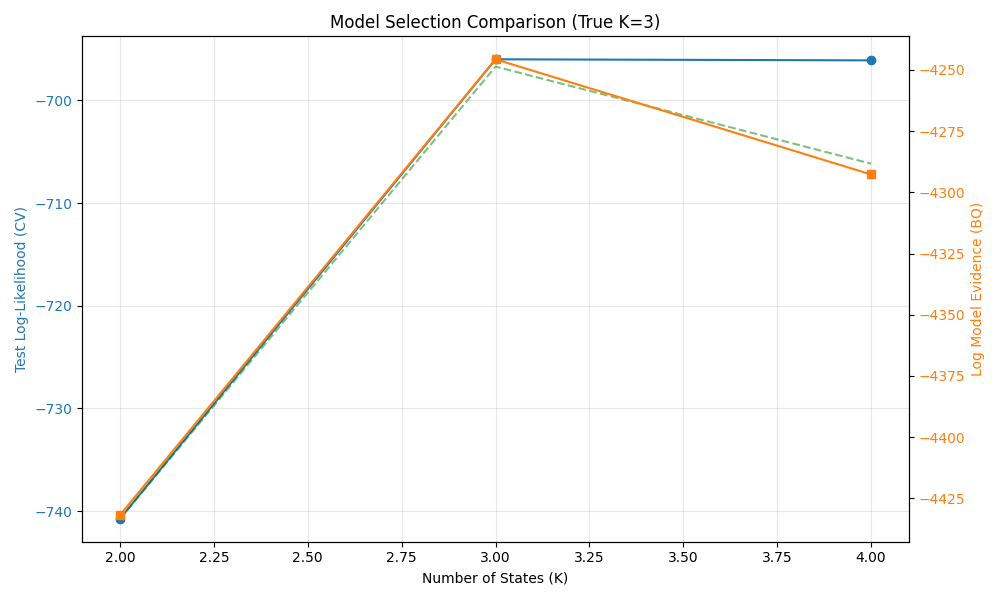 Model Selection Comparison (True K=3)
Test Log-Likelihood (CV)
−700
−710
−720
−730
−740
−4250
−4275
−4300
−4325
−4350
−4375
−4400
−4425
Log Model Evidence (BQ)
2.00 2.25 2.50 2.75 3.00 3.25 3.50 3.75 4.00
Number of States (K)